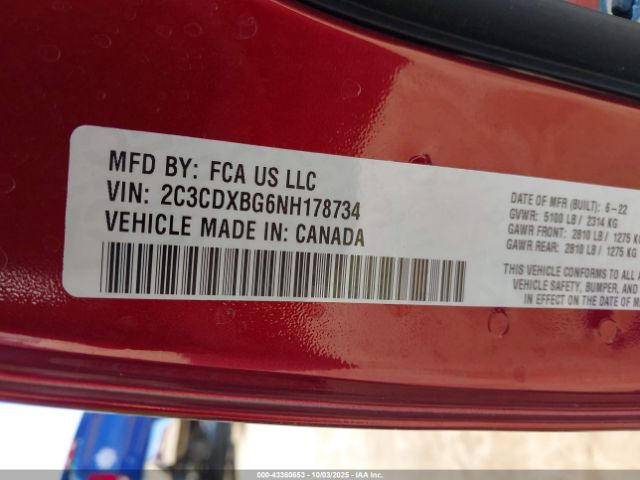 MFD BY: FCA US LLC
VIN: 2C3CDXBG6NH178734
VEHICLE MADE IN: CANADA
DATE OF MFR (BUILT): 6-22
GVWR: 5100 LB / 2314 KG
GAWR FRONT: 2810 LB / 1275 KG
GAWR REAR: 2810 LB / 1275 KG
THIS VEHICLE CONFORMS TO ALL
VEHICLE SAFETY, BUMPER, AND
IN EFFECT ON THE DATE OF
000-43360653 - 10/03/2025 - IAAI.COM